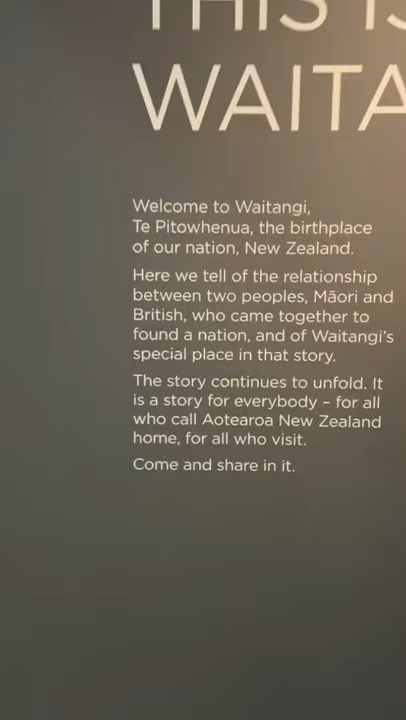 THIS IS
WAITA
Welcome to Waitangi,
Te Pitowhenua, the birthplace
of our nation, New Zealand.
Here we tell of the relationship
between two peoples, Māori and
British, who came together to
found a nation, and of Waitangi's
special place in that story.
The story continues to unfold. It
is a story for everybody – for all
who call Aotearoa New Zealand
home, for all who visit.
Come and share in it.